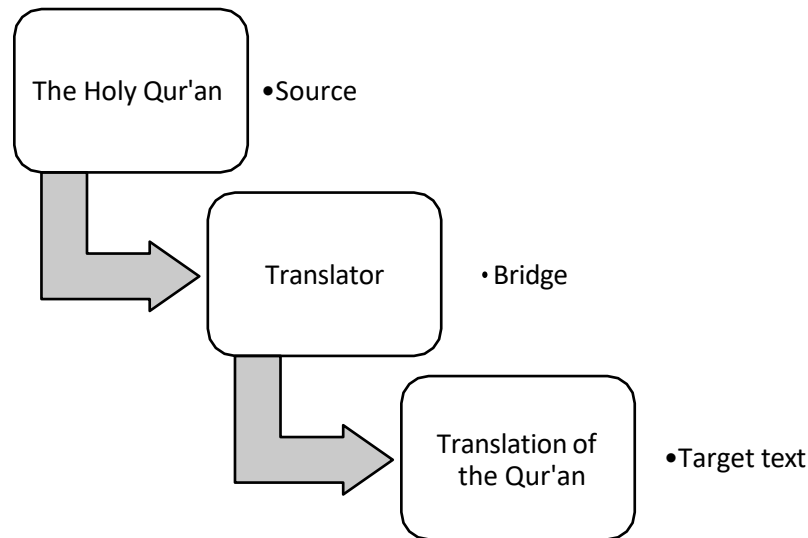 The Holy Qur'an
•Source
Translator
•Bridge
Translation of
the Qur'an
•Target text